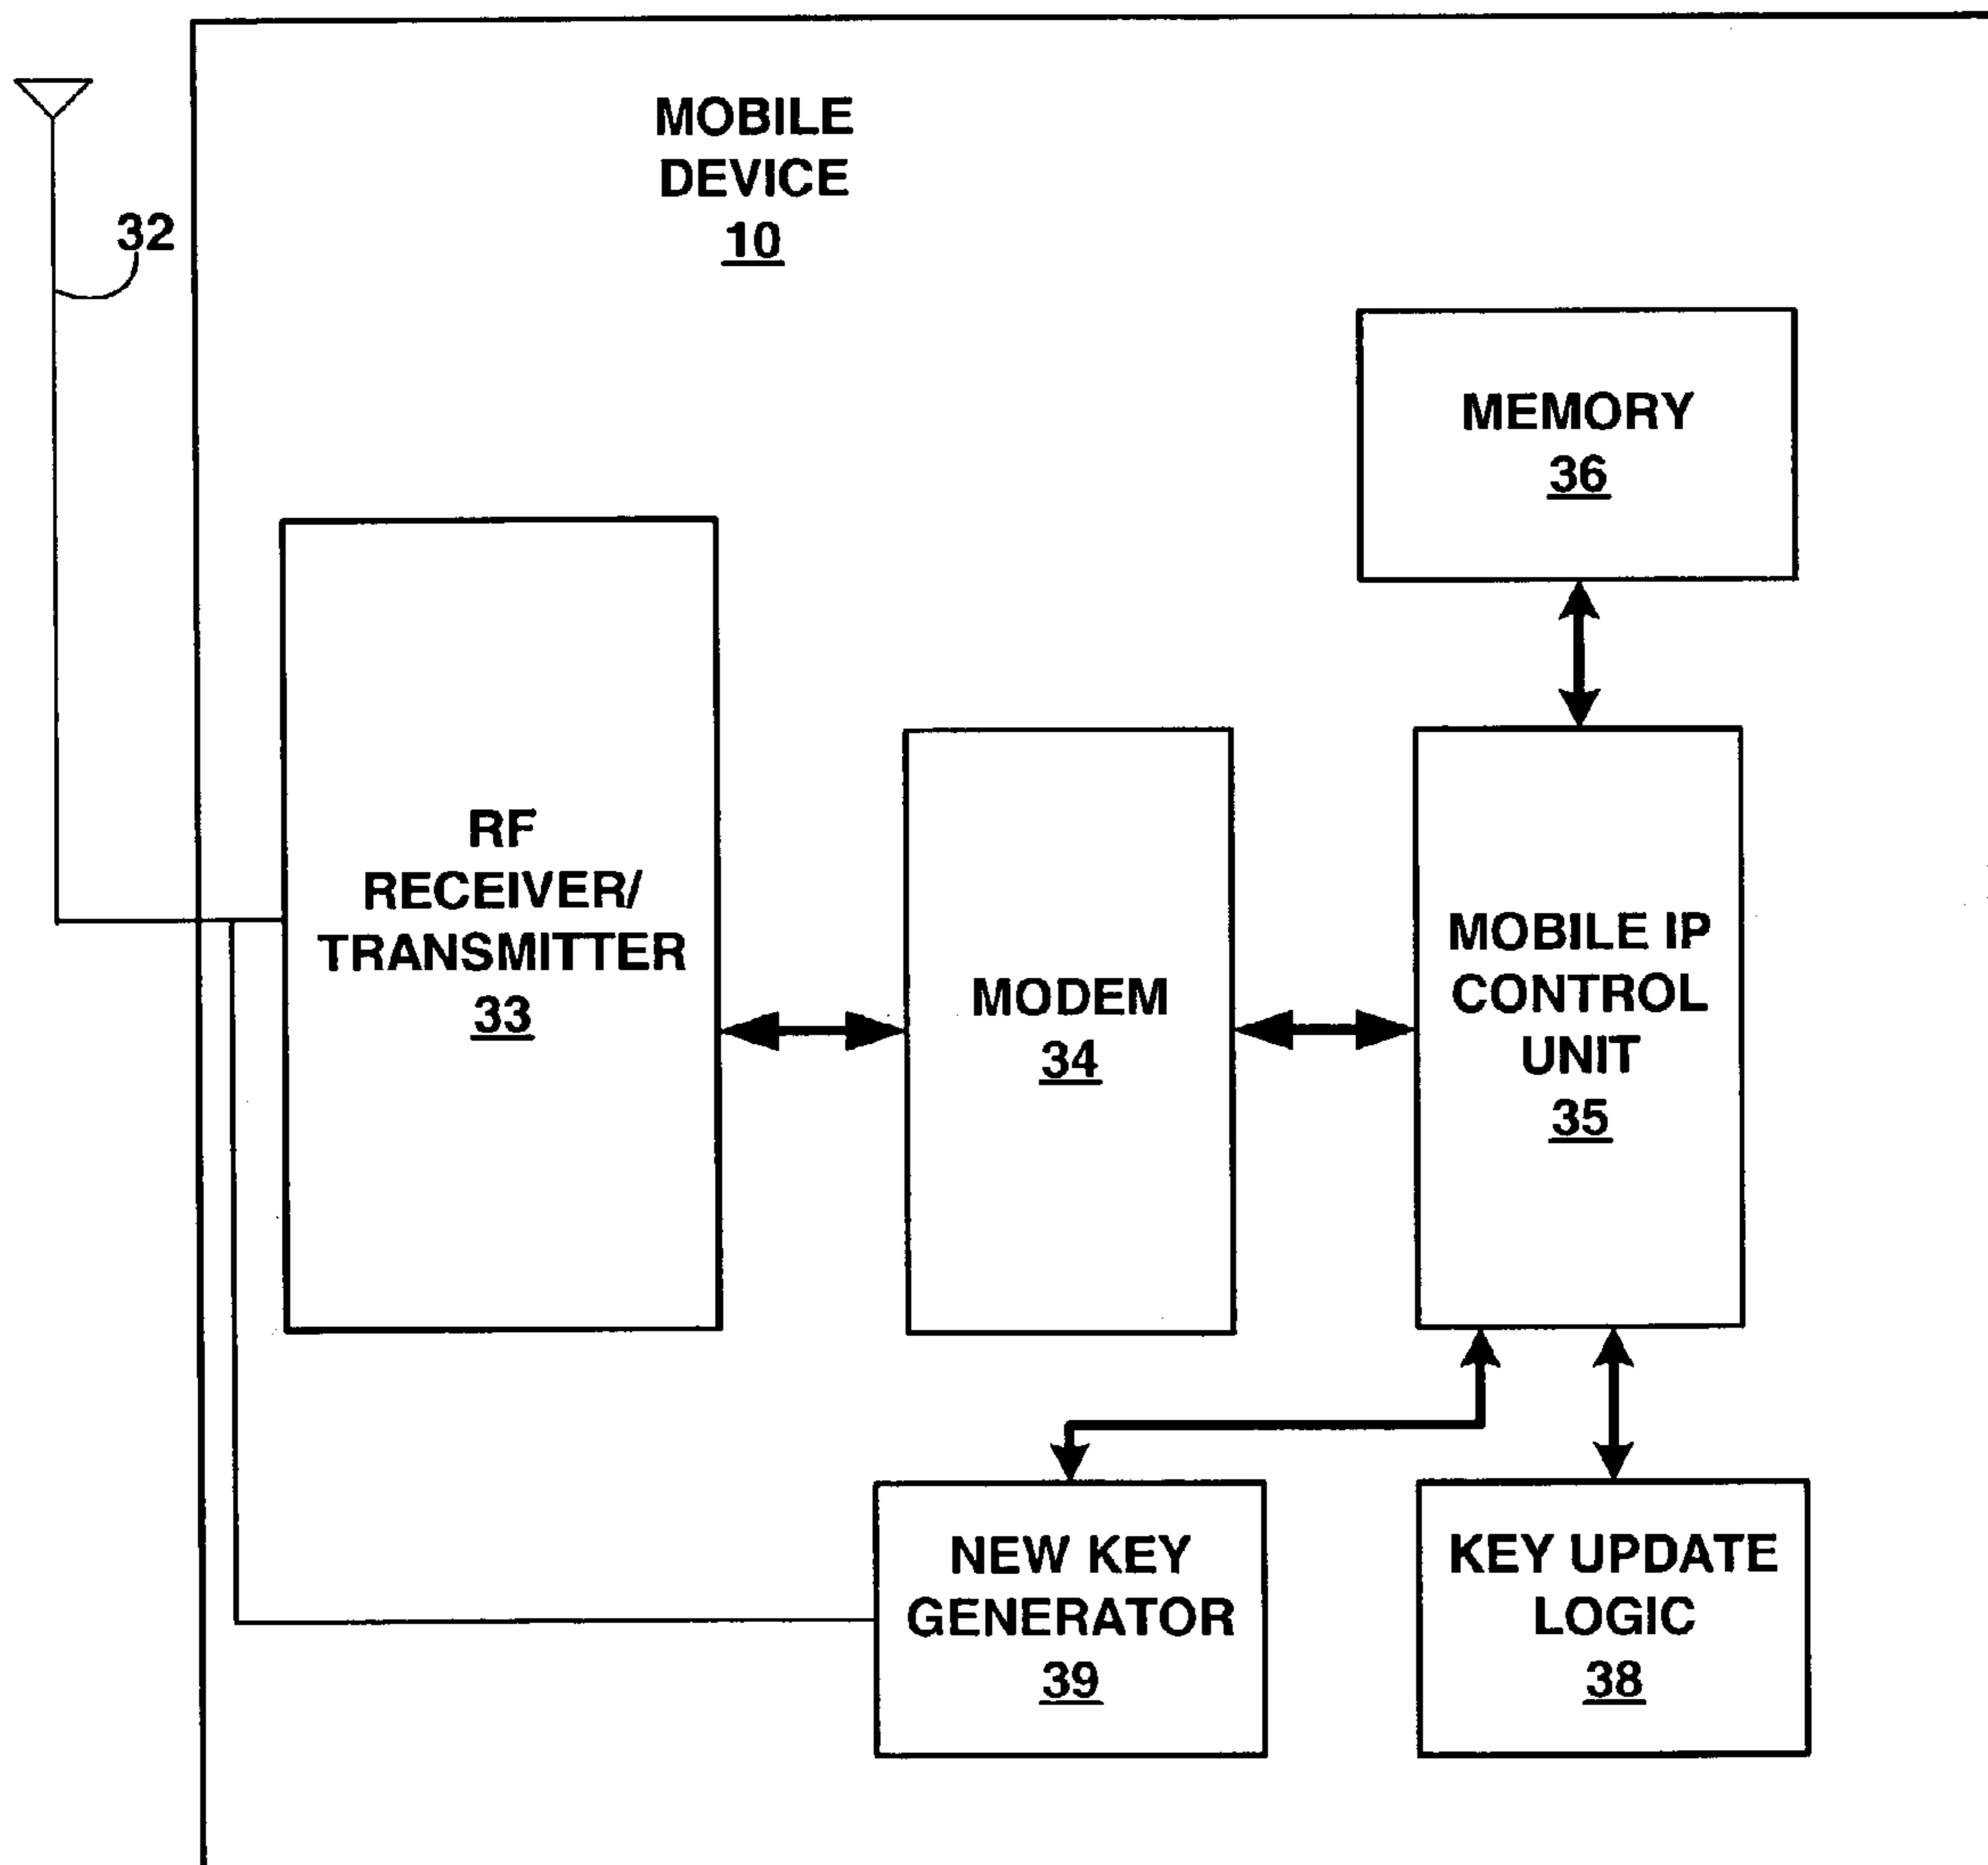 MOBILE
DEVICE
10
32
MEMORY
36
RF
RECEIVER/
TRANSMITTER
33
MODEM
34
MOBILE IP
CONTROL
UNIT
35
NEW KEY
GENERATOR
39
KEY UPDATE
LOGIC
38